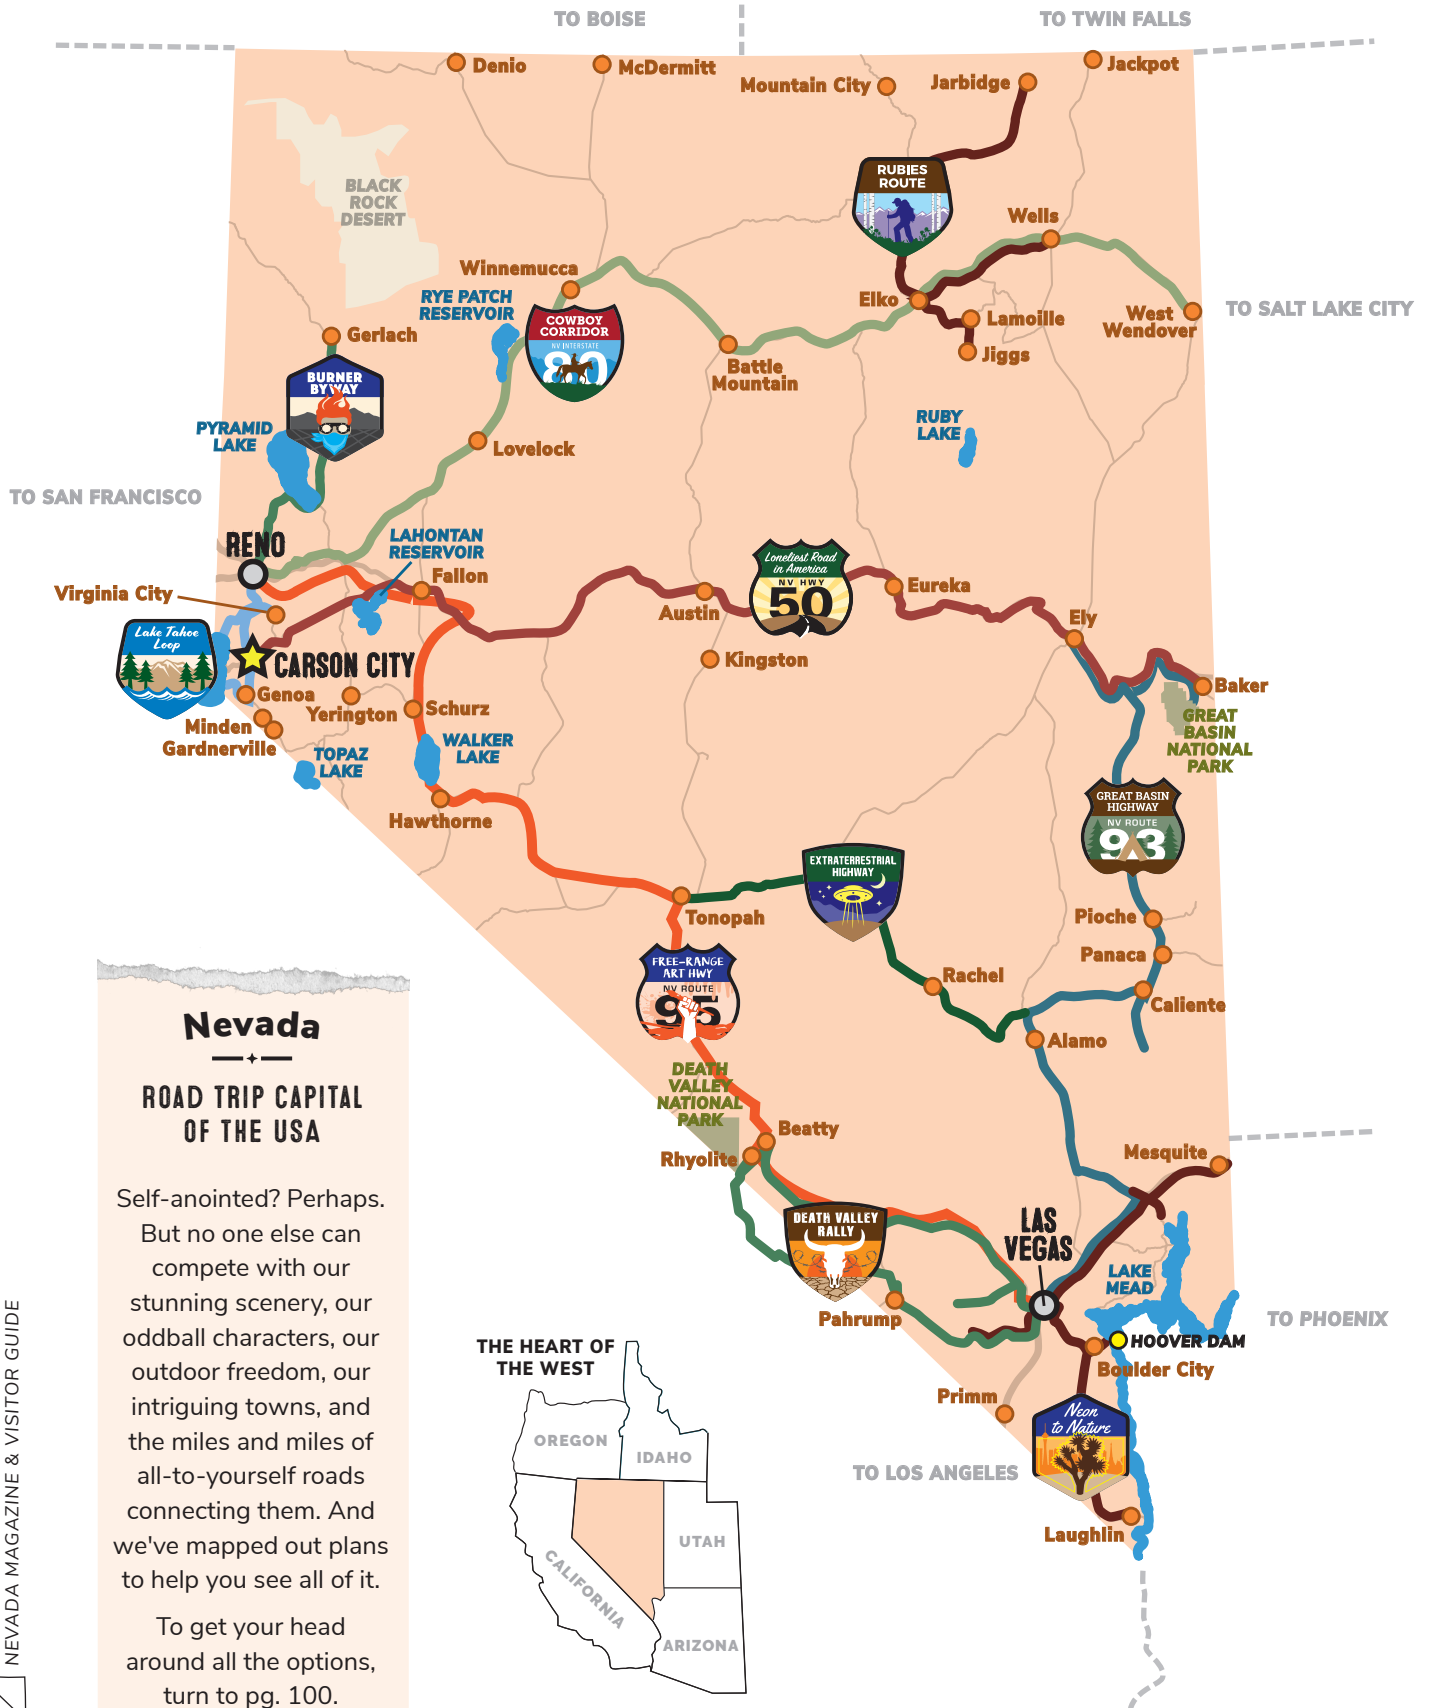 TO BOISE
TO TWIN FALLS
Denio
McDermitt
Mountain City
Jarbidge
Jackpot
BLACK
ROCK
DESERT
RUBIES
ROUTE
Wells
Winnemucca
RYE PATCH
RESERVOIR
COWBOY
CORRIDOR
NV INTERSTATE
80
Elko
Lamoille
Jiggs
West
Wendover
TO SALT LAKE CITY
Gerlach
BURNER
BYWAY
Battle
Mountain
PYRAMID
LAKE
RUBY
LAKE
Lovelock
TO SAN FRANCISCO
RENO
LAHONTAN
RESERVOIR
Fallon
Virginia City
Loneliest Road
in America
NV HWY
50
Austin
Eureka
Ely
Lake Tahoe
Loop
CARSON CITY
Kingston
Genoa
Yerington
Schurz
Baker
Minden
Gardnerville
TOPAZ
LAKE
WALKER
LAKE
GREAT
BASIN
NATIONAL
PARK
Hawthorne
GREAT BASIN
HIGHWAY
NV ROUTE
93
EXTRATERRESTRIAL
HIGHWAY
Tonopah
Pioche
Panaca
FREE-RANGE
ART HWY
NV ROUTE
95
Rachel
Caliente
Alamo
DEATH
VALLEY
NATIONAL
PARK
Beatty
Rhyolite
Mesquite
DEATH VALLEY
RALLY
LAS
VEGAS
LAKE
MEAD
Pahrump
TO PHOENIX
HOOVER DAM
Boulder City
Primm
Neon
to Nature
TO LOS ANGELES
Laughlin
Nevada
ROAD TRIP CAPITAL
OF THE USA
Self-anointed? Perhaps.
But no one else can
compete with our
stunning scenery, our
oddball characters, our
outdoor freedom, our
intriguing towns, and
the miles and miles of
all-to-yourself roads
connecting them. And
we've mapped out plans
to help you see all of it.
To get your head
around all the options,
turn to pg. 100.
THE HEART OF
THE WEST
OREGON
IDAHO
UTAH
CALIFORNIA
ARIZONA
NEVADA MAGAZINE & VISITOR GUIDE